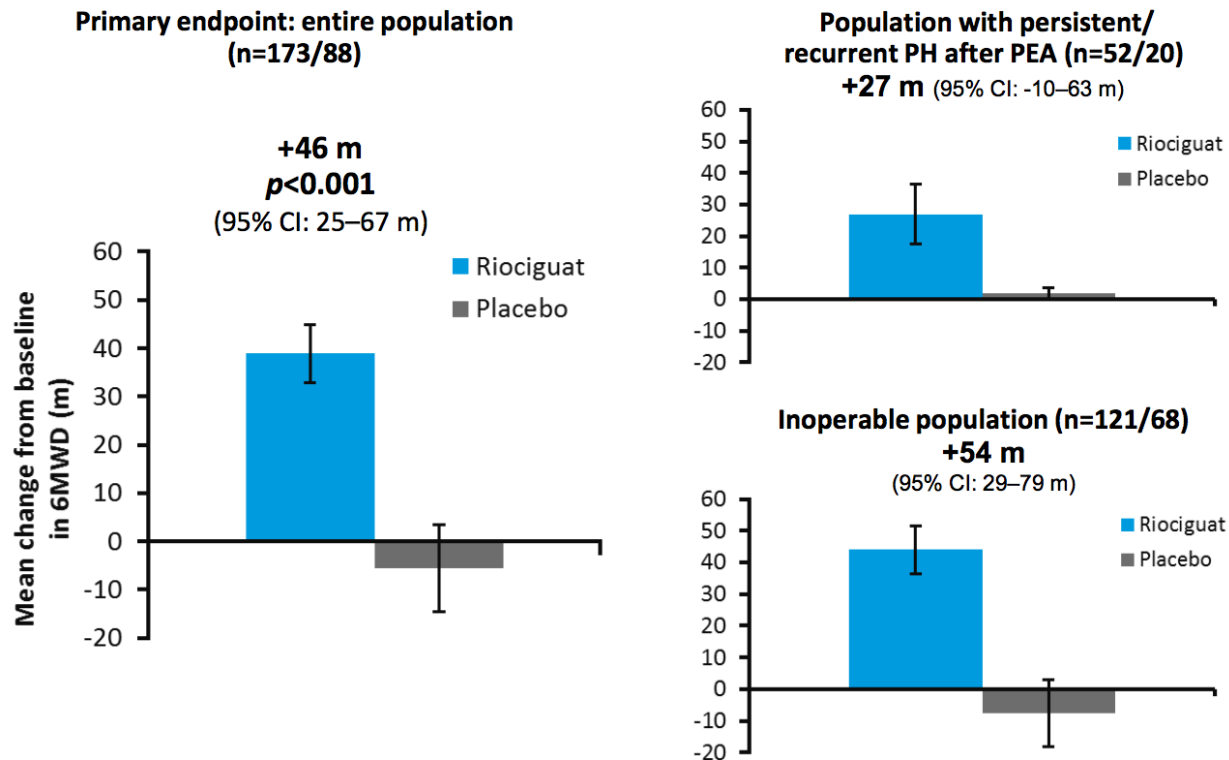 Primary endpoint: entire population
(n=173/88)
+46 m
p<0.001
(95% CI: 25–67 m)
Riociguat
Placebo
Mean change from baseline
in 6MWD (m)
60
50
40
30
20
10
0
-10
-20
Population with persistent/
recurrent PH after PEA (n=52/20)
+27 m (95% CI: -10–63 m)
Riociguat
Placebo
60
50
40
30
20
10
0
-10
-20
Inoperable population (n=121/68)
+54 m
(95% CI: 29–79 m)
Riociguat
Placebo
60
50
40
30
20
10
0
-10
-20